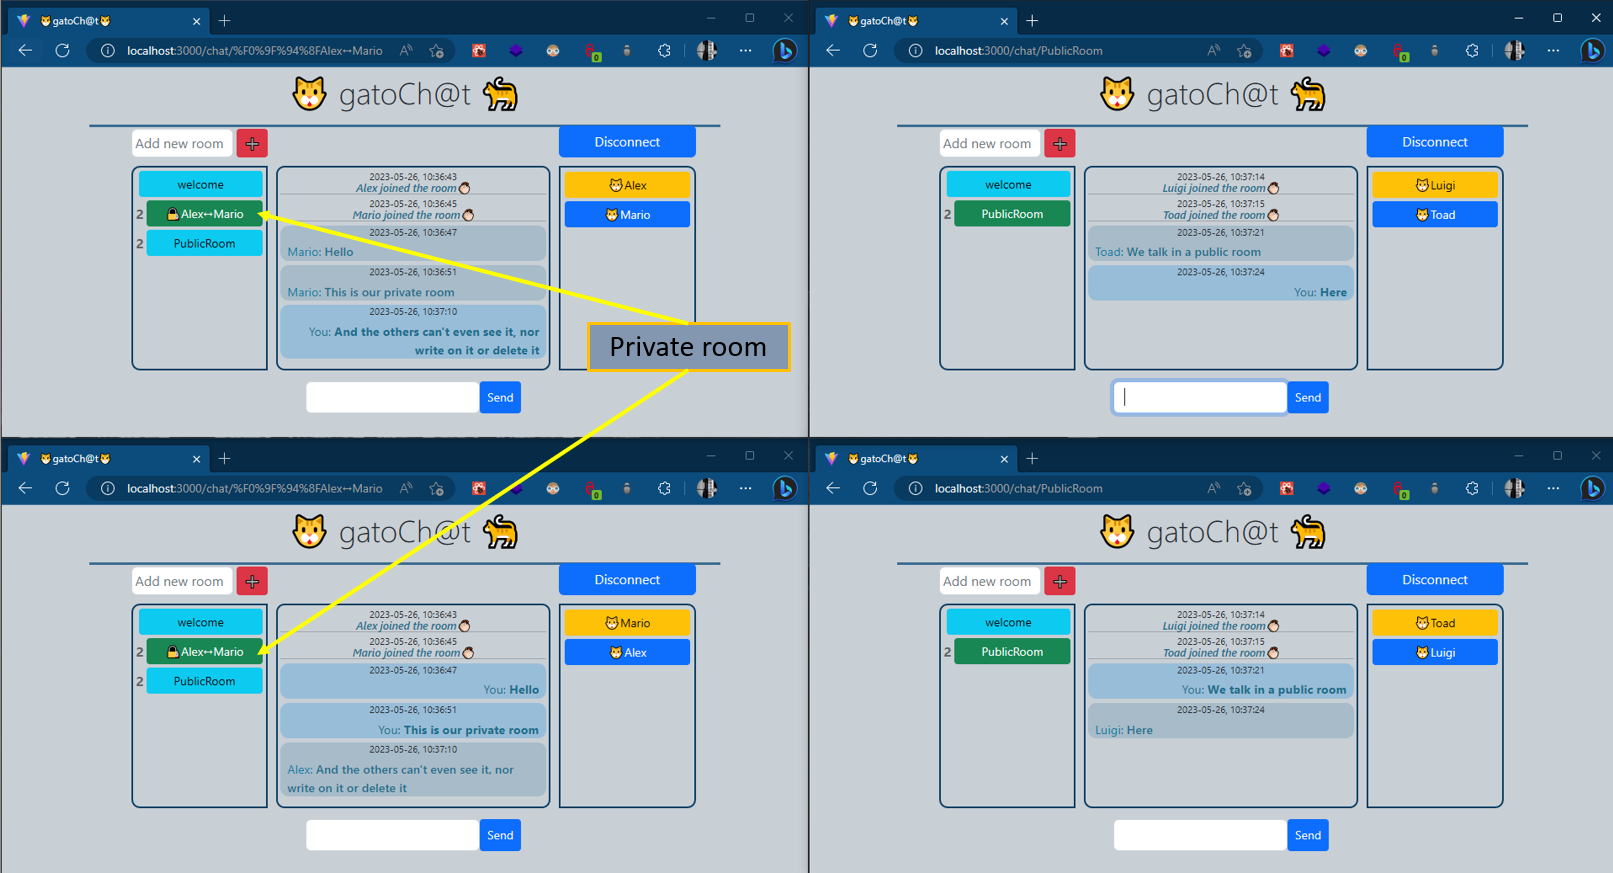 gatoCh@t
localhost:3000/chat/%F0%9F%94%8FAlex↔Mario
0
gatoCh@t
Add new room
Disconnect
welcome
2 Alex↔Mario
2 PublicRoom
2023-05-26, 10:36:43
Alex joined the room
2023-05-26, 10:36:45
Mario joined the room
2023-05-26, 10:36:47
Mario: Hello
2023-05-26, 10:36:51
Mario: This is our private room
2023-05-26, 10:37:10
You: And the others can't even see it, nor
write on it or delete it
Alex
Mario
Send
gatoCh@t
localhost:3000/chat/PublicRoom
0
gatoCh@t
Add new room
Disconnect
welcome
2 PublicRoom
2023-05-26, 10:37:14
Luigi joined the room
2023-05-26, 10:37:15
Toad joined the room
2023-05-26, 10:37:21
Toad: We talk in a public room
2023-05-26, 10:37:24
You: Here
Luigi
Toad
Send
Private room
gatoCh@t
localhost:3000/chat/%F0%9F%94%8FAlex↔Mario
0
gatoCh@t
Add new room
Disconnect
welcome
2 Alex↔Mario
2 PublicRoom
2023-05-26, 10:36:43
Alex joined the room
2023-05-26, 10:36:45
Mario joined the room
2023-05-26, 10:36:47
You: Hello
2023-05-26, 10:36:51
You: This is our private room
2023-05-26, 10:37:10
Alex: And the others can't even see it, nor
write on it or delete it
Mario
Alex
Send
gatoCh@t
localhost:3000/chat/PublicRoom
0
gatoCh@t
Add new room
Disconnect
welcome
2 PublicRoom
2023-05-26, 10:37:14
Luigi joined the room
2023-05-26, 10:37:15
Toad joined the room
2023-05-26, 10:37:21
You: We talk in a public room
2023-05-26, 10:37:24
Luigi: Here
Toad
Luigi
Send